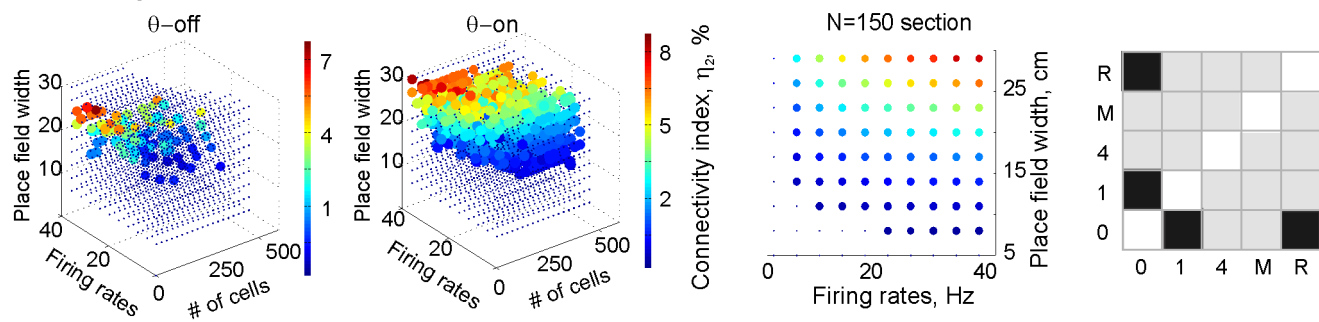 θ−off
Place field width
30
20
10
40
20
0
Firing rates
250
500
# of cells
7
4
1
θ−on
Place field width
30
20
10
40
20
0
Firing rates
250
500
# of cells
8
5
2
Connectivity index, η2, %
N=150 section
0
20
40
Firing rates, Hz
25
15
5
Place field width, cm
R
M
4
1
0
0 1 4 M R